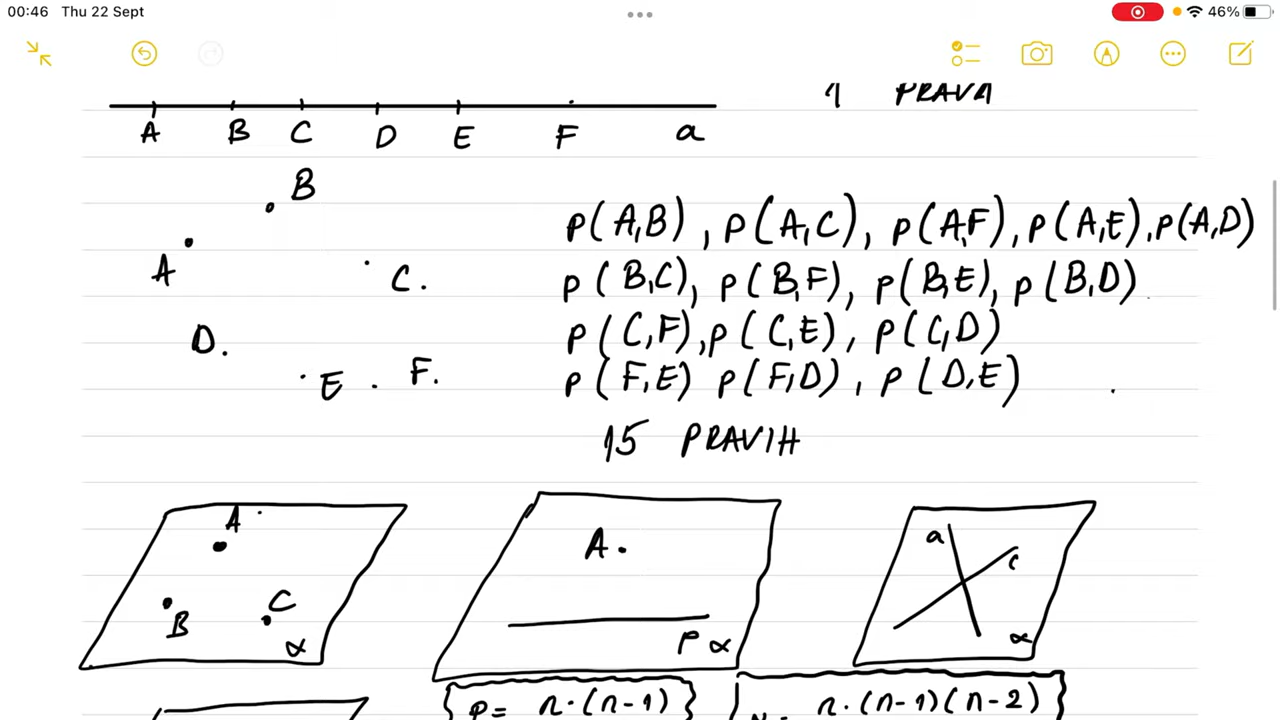 00:46 Thu 22 Sept 46%
1 PRAVA
A B C D E F a
B
A
C.
D.
E F.
p(A,B), p(A,C), p(A,F), p(A,E), p(A,D)
p(B,C), p(B,F), p(B,E), p(B,D)
p(C,F), p(C,E), p(C,D)
p(F,E) p(F,D), p(D,E)
15 PRAVIH
A
B C
α
A
p α
a c
α
P= n·(n-1)
n·(n-1)(n-2)